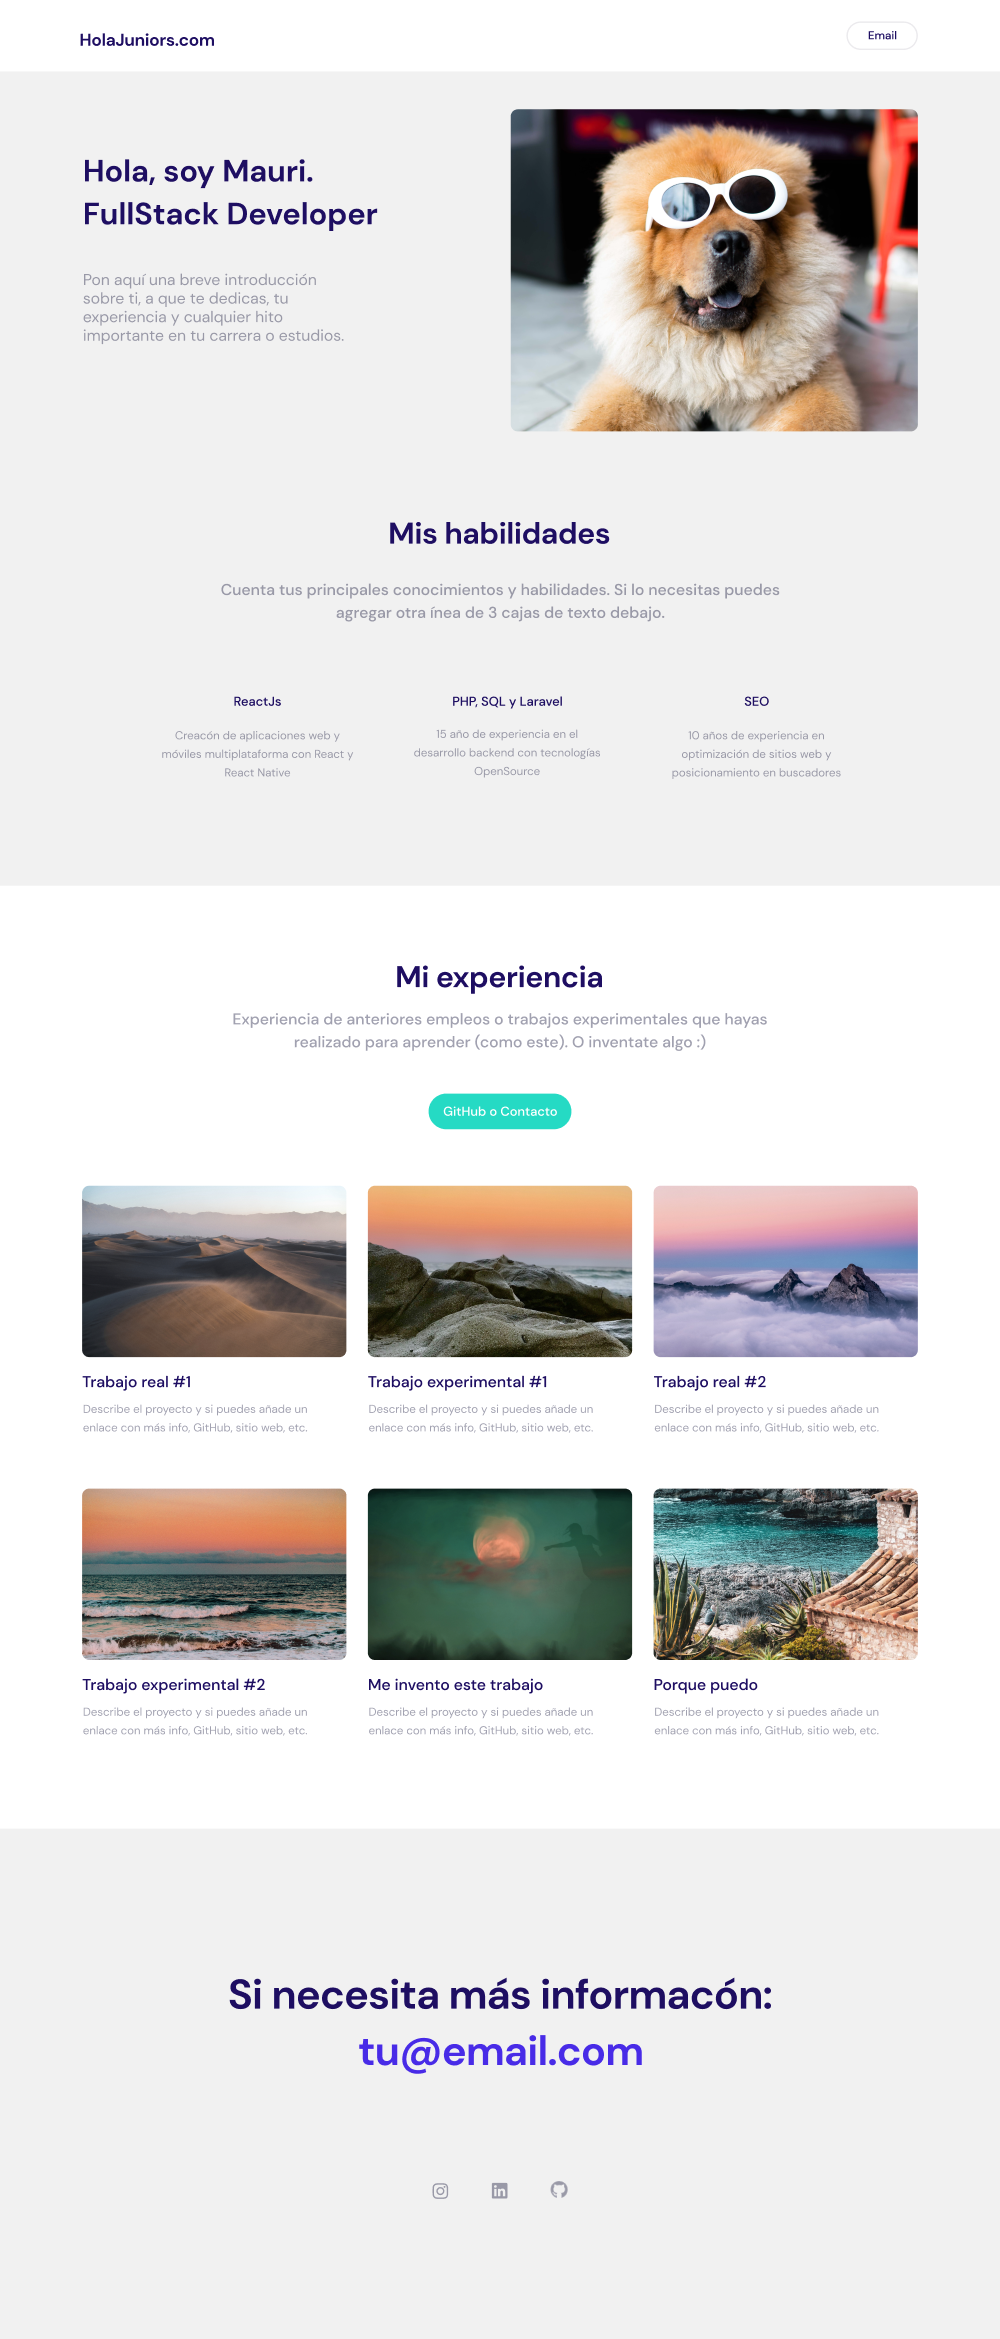 HolaJuniors.com
Email
Hola, soy Mauri.
FullStack Developer
Pon aquí una breve introducción
sobre ti, a que te dedicas, tu
experiencia y cualquier hito
importante en tu carrera o estudios.
Mis habilidades
Cuenta tus principales conocimientos y habilidades. Si lo necesitas puedes
agregar otra ínea de 3 cajas de texto debajo.
ReactJs
Creacón de aplicaciones web y
móviles multiplataforma con React y
React Native
PHP, SQL y Laravel
15 año de experiencia en el
desarrollo backend con tecnologías
OpenSource
SEO
10 años de experiencia en
optimización de sitios web y
posicionamiento en buscadores
Mi experiencia
Experiencia de anteriores empleos o trabajos experimentales que hayas
realizado para aprender (como este). O inventate algo :)
GitHub o Contacto
Trabajo real #1
Describe el proyecto y si puedes añade un
enlace con más info, GitHub, sitio web, etc.
Trabajo experimental #1
Describe el proyecto y si puedes añade un
enlace con más info, GitHub, sitio web, etc.
Trabajo real #2
Describe el proyecto y si puedes añade un
enlace con más info, GitHub, sitio web, etc.
Trabajo experimental #2
Describe el proyecto y si puedes añade un
enlace con más info, GitHub, sitio web, etc.
Me invento este trabajo
Describe el proyecto y si puedes añade un
enlace con más info, GitHub, sitio web, etc.
Porque puedo
Describe el proyecto y si puedes añade un
enlace con más info, GitHub, sitio web, etc.
Si necesita más informacón:
tu@email.com